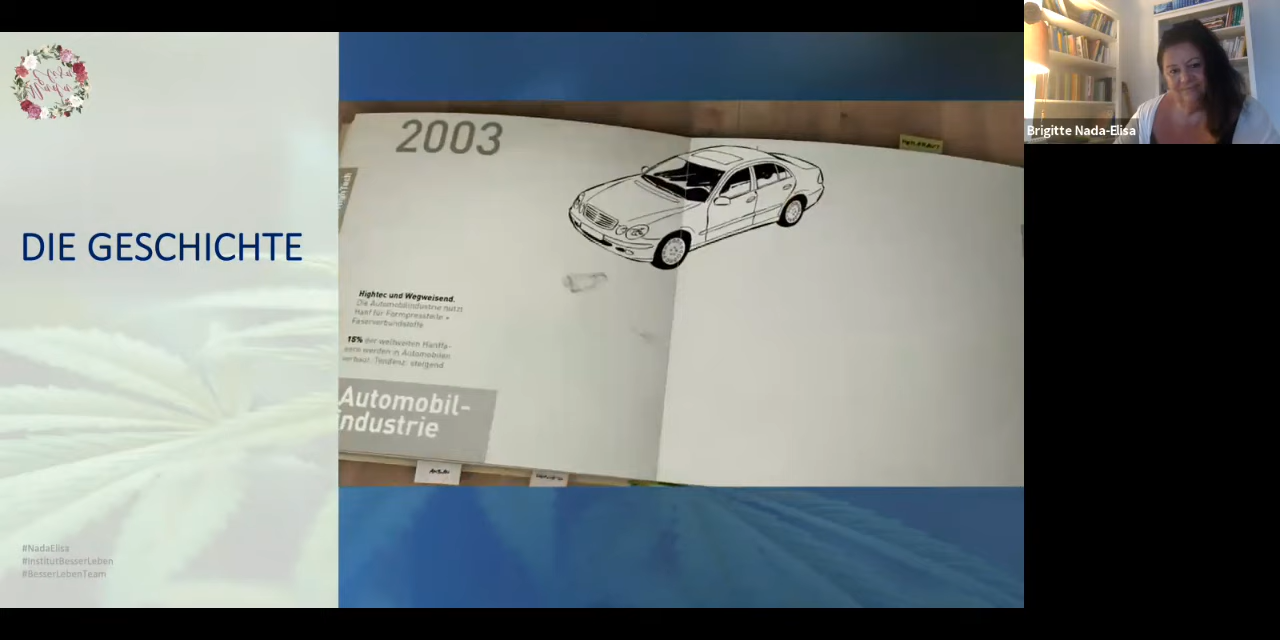 DIE GESCHICHTE
#NadaElisa
#InstitutBesserLeben
#BesserLebenTeam
2003
Hightec und Wegweisend.
Die Automobilindustrie nutzt
Hanf für Formpressteile +
Faserverbundstoffe
15% der weltweiten Hanffa-
sern werden in Automobilen
verbaut. Tendenz: steigend
Automobil-
industrie
Brigitte Nada-Elisa